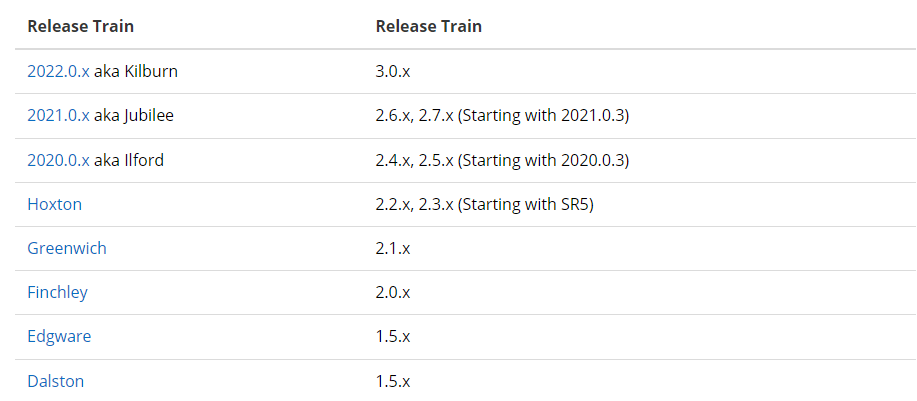 Release Train Release Train
2022.0.x aka Kilburn 3.0.x
2021.0.x aka Jubilee 2.6.x, 2.7.x (Starting with 2021.0.3)
2020.0.x aka Ilford 2.4.x, 2.5.x (Starting with 2020.0.3)
Hoxton 2.2.x, 2.3.x (Starting with SR5)
Greenwich 2.1.x
Finchley 2.0.x
Edgware 1.5.x
Dalston 1.5.x